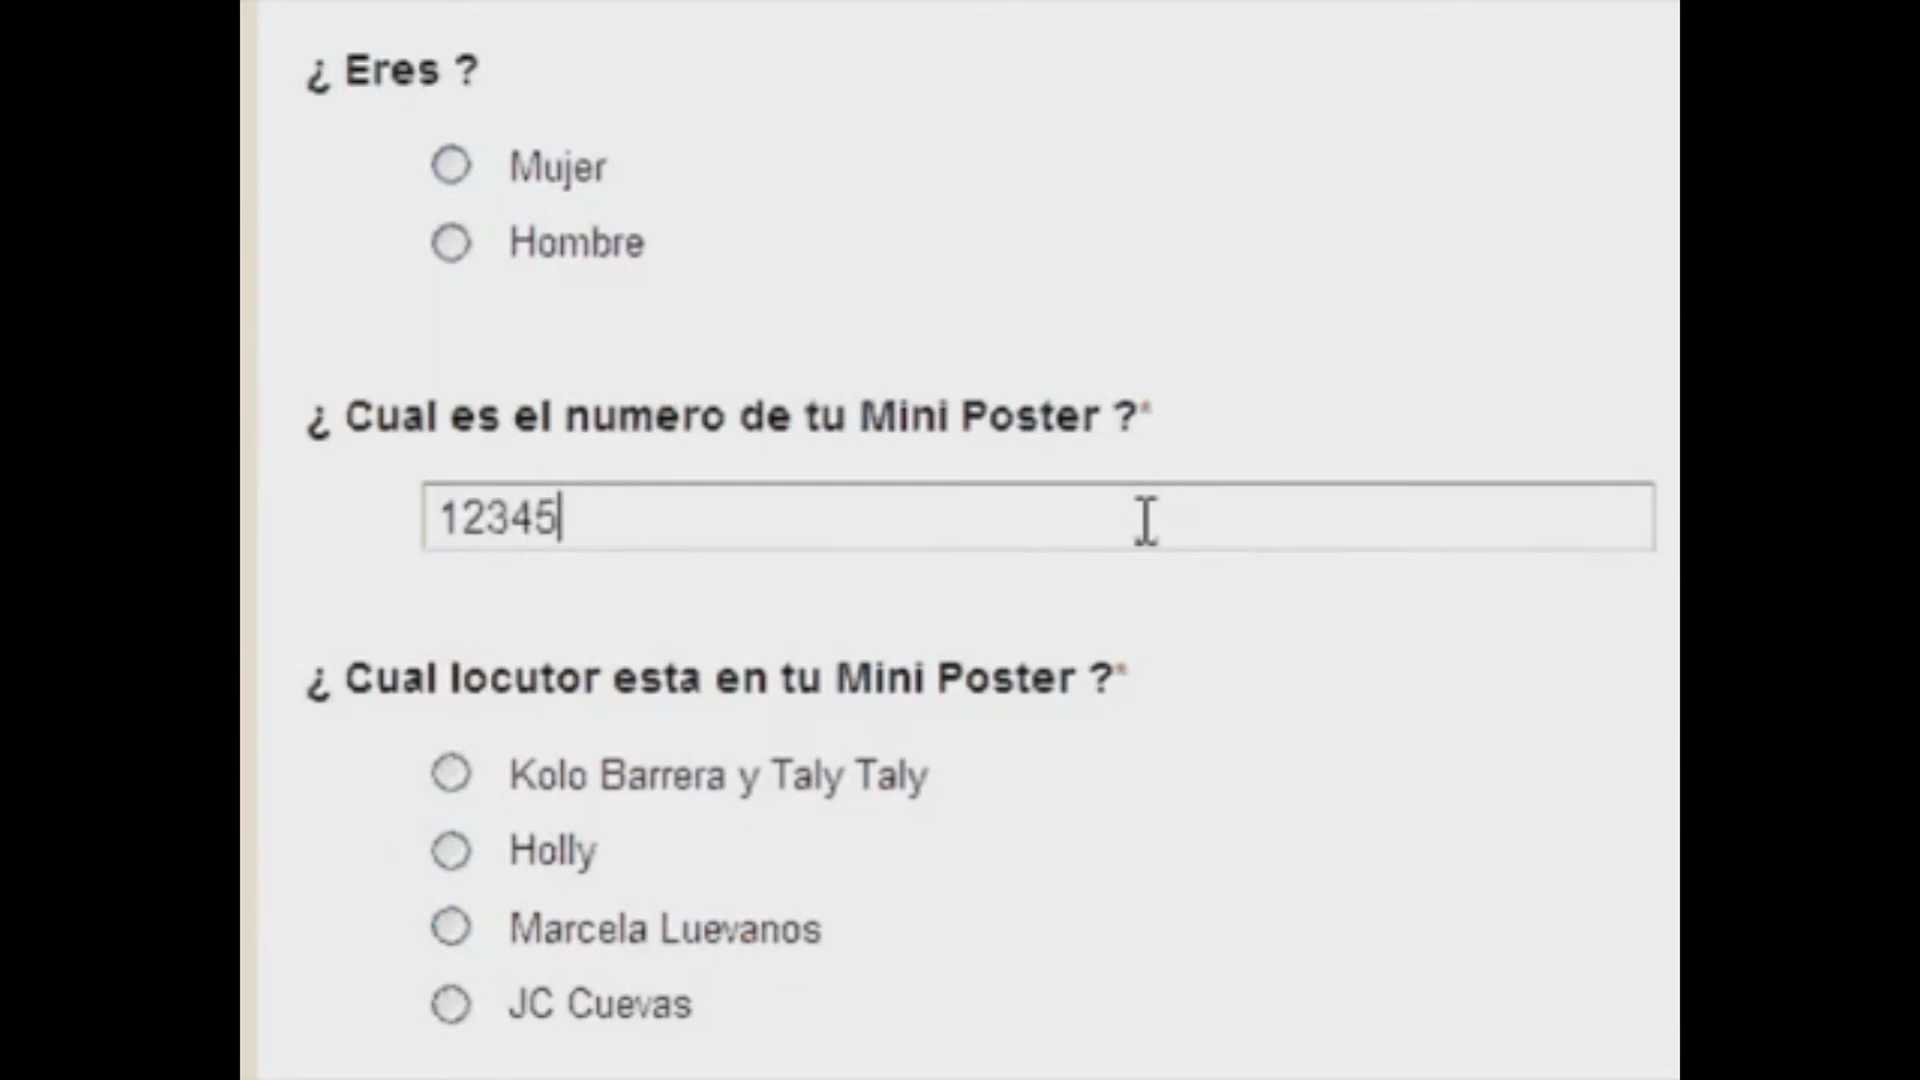 ¿ Eres ?
Mujer
Hombre
¿ Cual es el numero de tu Mini Poster ?*
12345
¿ Cual locutor esta en tu Mini Poster ?*
Kolo Barrera y Taly Taly
Holly
Marcela Luevanos
JC Cuevas